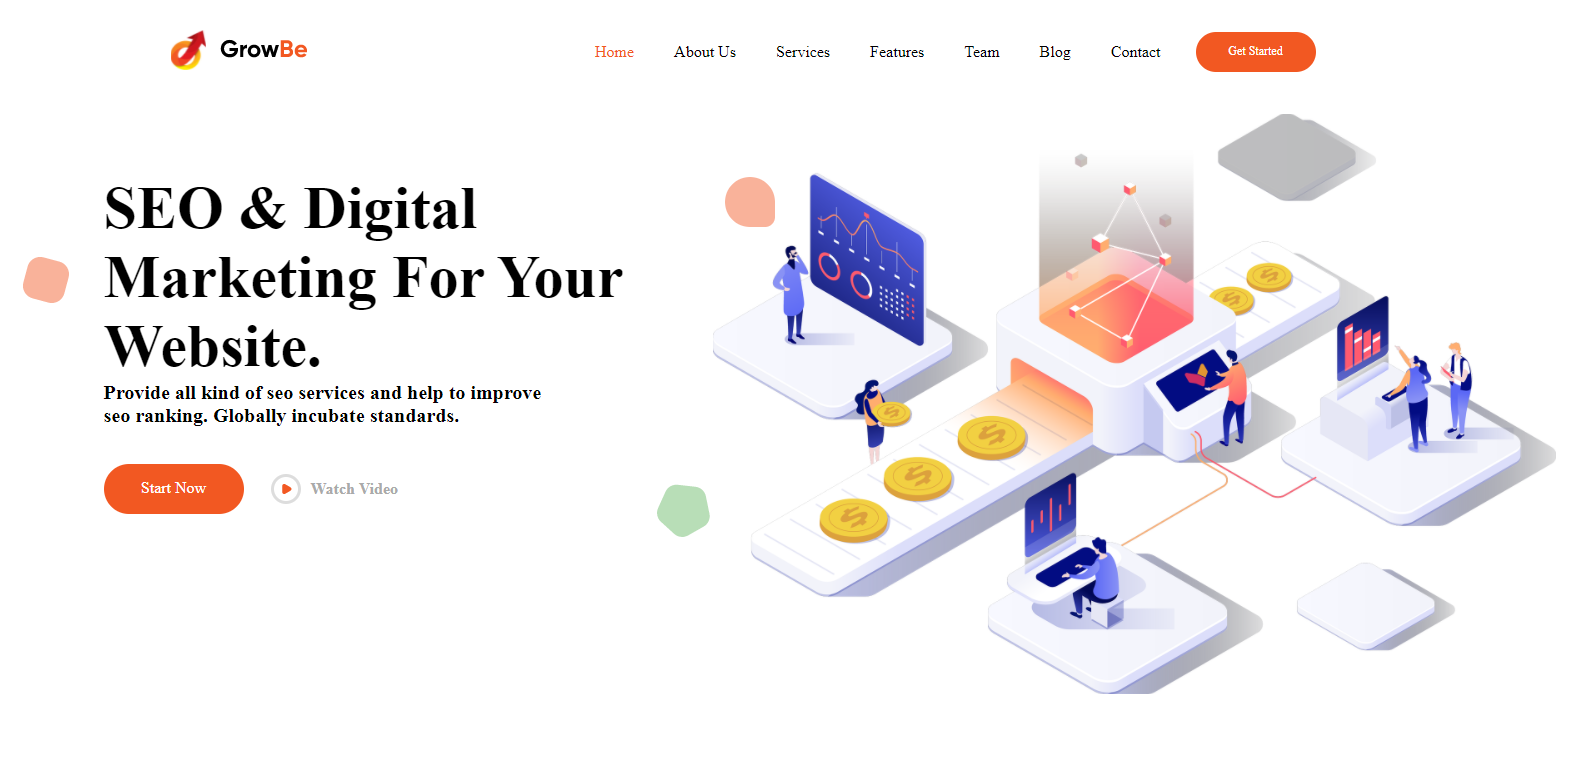 GrowBe
Home About Us Services Features Team Blog Contact Get Started
SEO & Digital
Marketing For Your
Website.
Provide all kind of seo services and help to improve
seo ranking. Globally incubate standards.
Start Now Watch Video